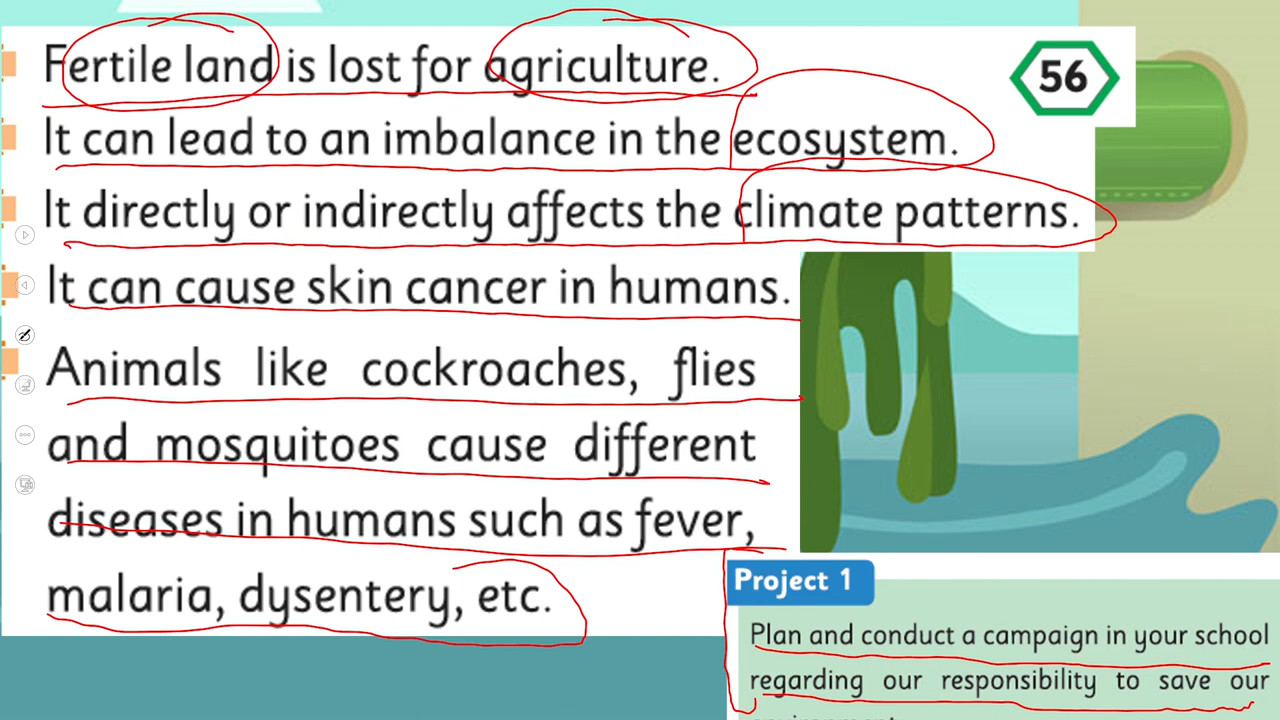 Fertile land is lost for agriculture.
56
It can lead to an imbalance in the ecosystem.
It directly or indirectly affects the climate patterns.
It can cause skin cancer in humans.
Animals like cockroaches, flies
and mosquitoes cause different
diseases in humans such as fever,
malaria, dysentery, etc.
Project 1
Plan and conduct a campaign in your school
regarding our responsibility to save our